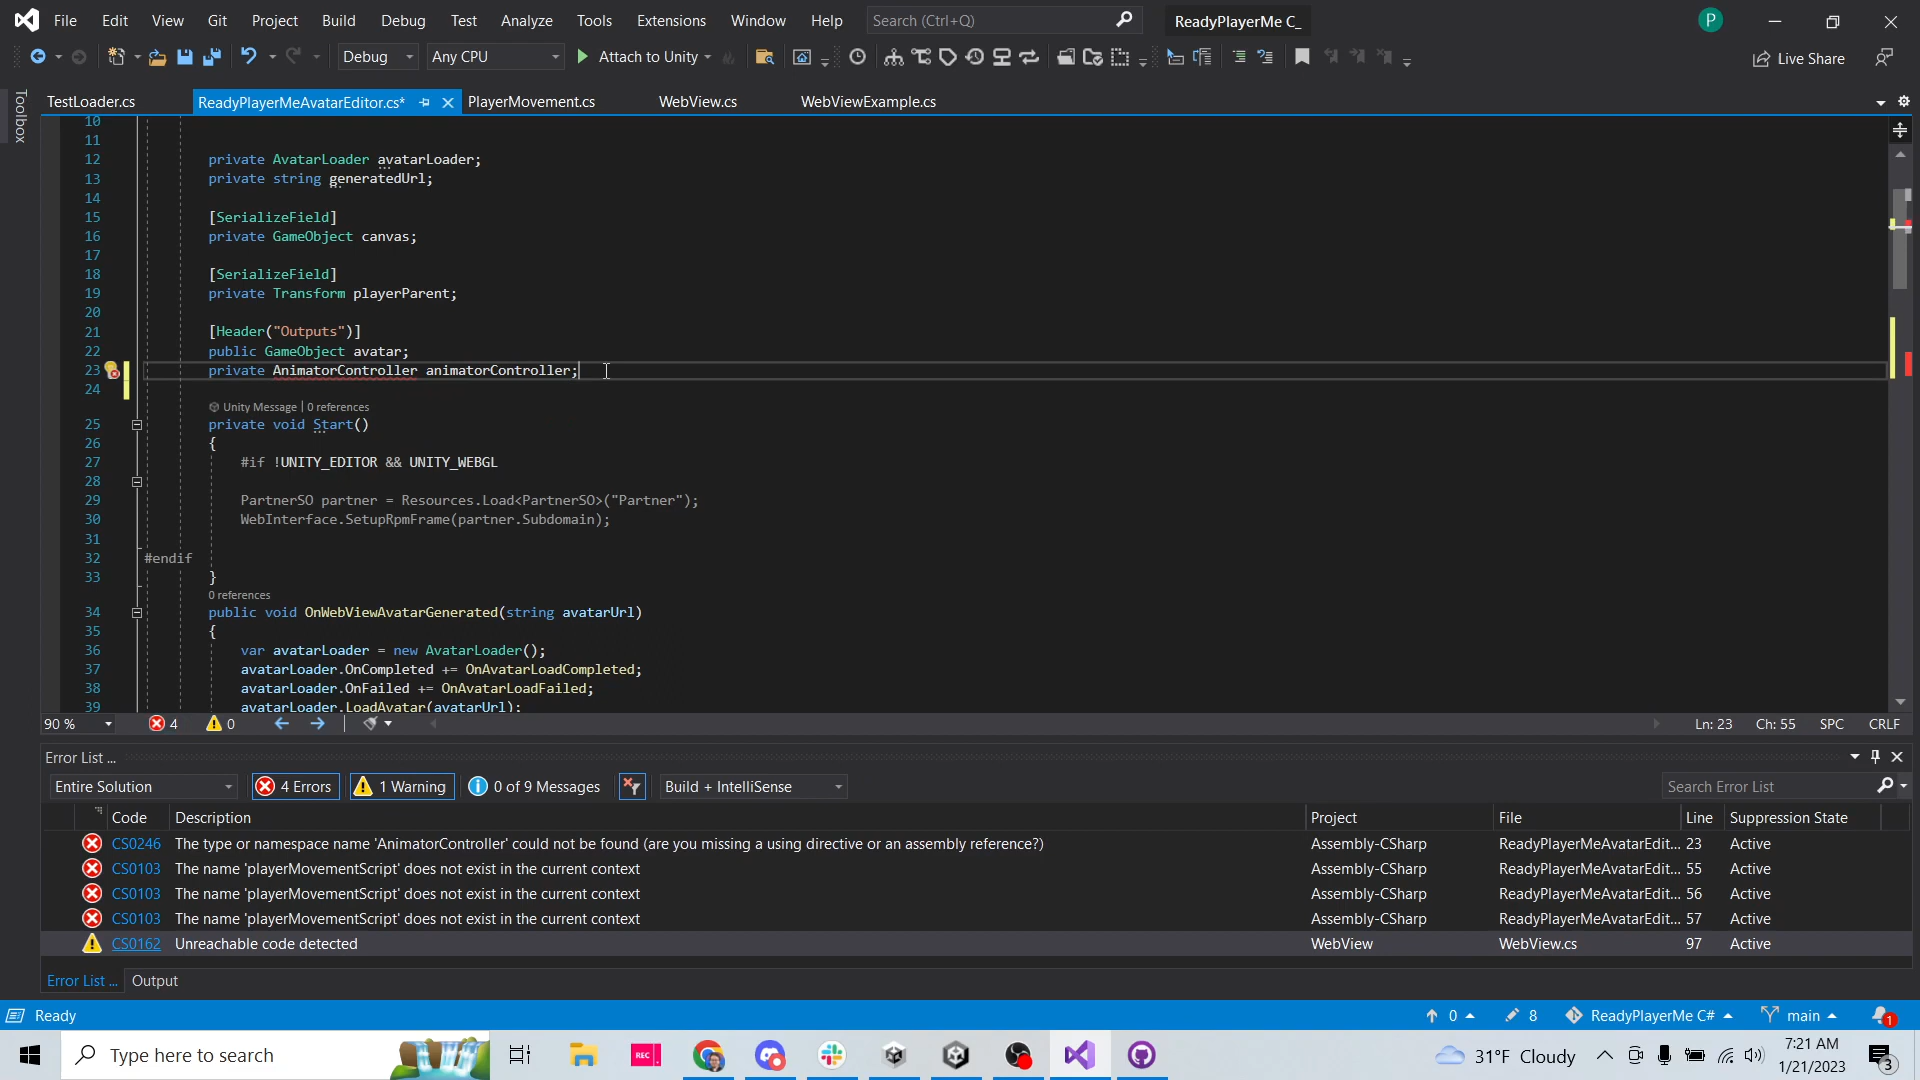 File Edit View Git Project Build Debug Test Analyze Tools Extensions Window Help Search (Ctrl+Q) ReadyPlayerMe C_ P
Debug Any CPU Attach to Unity Live Share
Toolbox
TestLoader.cs ReadyPlayerMeAvatarEditor.cs* PlayerMovement.cs WebView.cs WebViewExample.cs
10
11
12 private AvatarLoader avatarLoader;
13 private string generatedUrl;
14
15 [SerializeField]
16 private GameObject canvas;
17
18 [SerializeField]
19 private Transform playerParent;
20
21 [Header("Outputs")]
22 public GameObject avatar;
23 private AnimatorController animatorController;
24
Unity Message | 0 references
25 private void Start()
26 {
27 #if !UNITY_EDITOR && UNITY_WEBGL
28
29 PartnerSO partner = Resources.Load<PartnerSO>("Partner");
30 WebInterface.SetupRpmFrame(partner.Subdomain);
31
32 #endif
33 }
0 references
34 public void OnWebViewAvatarGenerated(string avatarUrl)
35 {
36 var avatarLoader = new AvatarLoader();
37 avatarLoader.OnCompleted += OnAvatarLoadCompleted;
38 avatarLoader.OnFailed += OnAvatarLoadFailed;
39 avatarLoader.LoadAvatar(avatarUrl);
90 % 4 0 Ln: 23 Ch: 55 SPC CRLF
Error List ...
Entire Solution 4 Errors 1 Warning 0 of 9 Messages Build + IntelliSense Search Error List
Code Description Project File Line Suppression State
CS0246 The type or namespace name 'AnimatorController' could not be found (are you missing a using directive or an assembly reference?) Assembly-CSharp ReadyPlayerMeAvatarEdit... 23 Active
CS0103 The name 'playerMovementScript' does not exist in the current context Assembly-CSharp ReadyPlayerMeAvatarEdit... 55 Active
CS0103 The name 'playerMovementScript' does not exist in the current context Assembly-CSharp ReadyPlayerMeAvatarEdit... 56 Active
CS0103 The name 'playerMovementScript' does not exist in the current context Assembly-CSharp ReadyPlayerMeAvatarEdit... 57 Active
CS0162 Unreachable code detected WebView WebView.cs 97 Active
Error List ... Output
Ready 0 8 ReadyPlayerMe C# main 1
Type here to search REC 31°F Cloudy 7:21 AM
1/21/2023 3